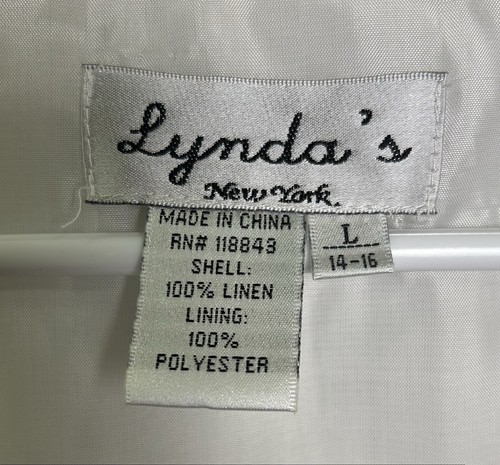 Lynda's
New York.
MADE IN CHINA
RN# 118843
SHELL:
100% LINEN
LINING:
100%
POLYESTER
L
14-16